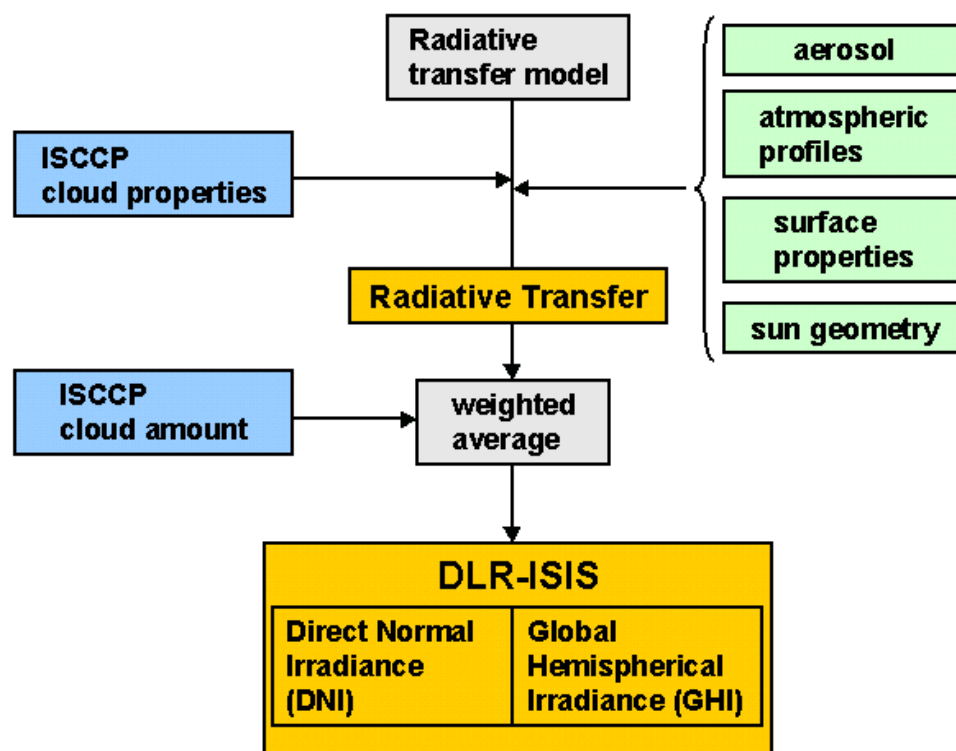 Radiative
transfer model
aerosol
atmospheric
profiles
ISCCP
cloud properties
surface
properties
Radiative Transfer
sun geometry
ISCCP
cloud amount
weighted
average
DLR-ISIS
Direct Normal
Irradiance
(DNI)
Global
Hemispherical
Irradiance (GHI)